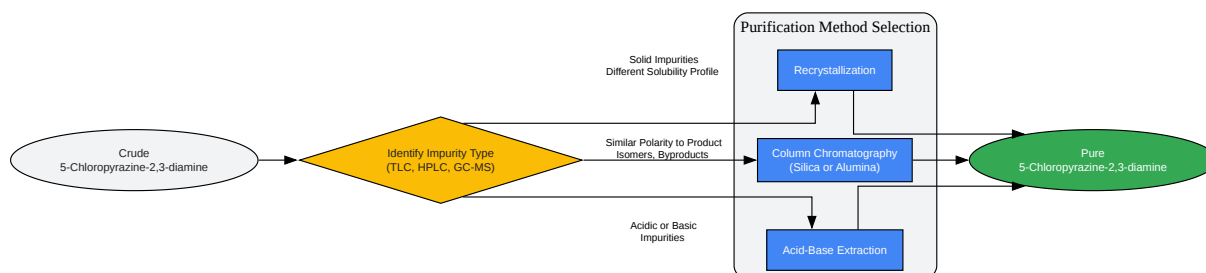 Purification Method Selection
Solid Impurities
Different Solubility Profile
Recrystallization
Crude
5-Chloropyrazine-2,3-diamine
Identify Impurity Type
(TLC, HPLC, GC-MS)
Similar Polarity to Product
Isomers, Byproducts
Column Chromatography
(Silica or Alumina)
Pure
5-Chloropyrazine-2,3-diamine
Acidic or Basic
Impurities
Acid-Base Extraction